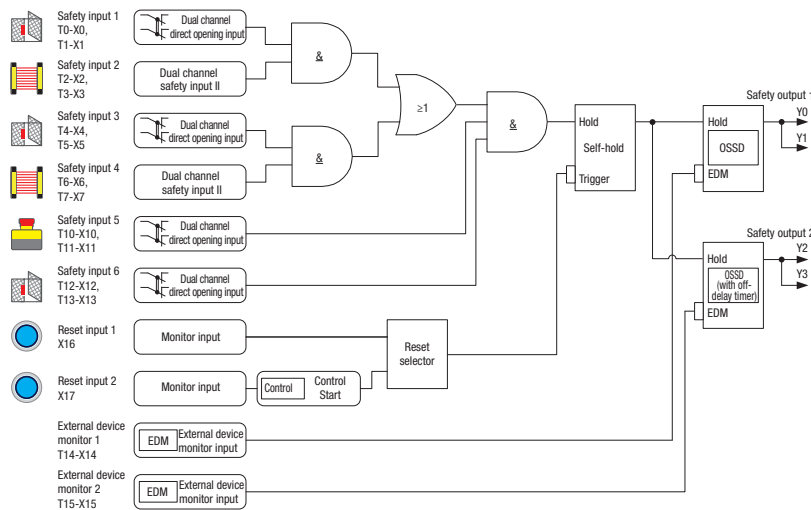 Safety input 1
T0-X0,
T1-X1
Dual channel
direct opening input
Safety input 2
T2-X2,
T3-X3
Dual channel
safety input II
&
Safety input 3
T4-X4,
T5-X5
Dual channel
direct opening input
Safety input 4
T6-X6,
T7-X7
Dual channel
safety input II
&
≥1
&
Safety input 5
T10-X10,
T11-X11
Dual channel
direct opening input
Safety input 6
T12-X12,
T13-X13
Dual channel
direct opening input
Reset input 1
X16
Monitor input
Reset input 2
X17
Monitor input
Control
Control
Start
Reset
selector
External device
monitor 1
T14-X14
EDM
External device
monitor input
External device
monitor 2
T15-X15
EDM
External device
monitor input
Hold
Self-hold
Trigger
Safety output 1
Hold
OSSD
EDM
Y0
Y1
Safety output 2
Hold
OSSD
(with off-
delay timer)
EDM
Y2
Y3